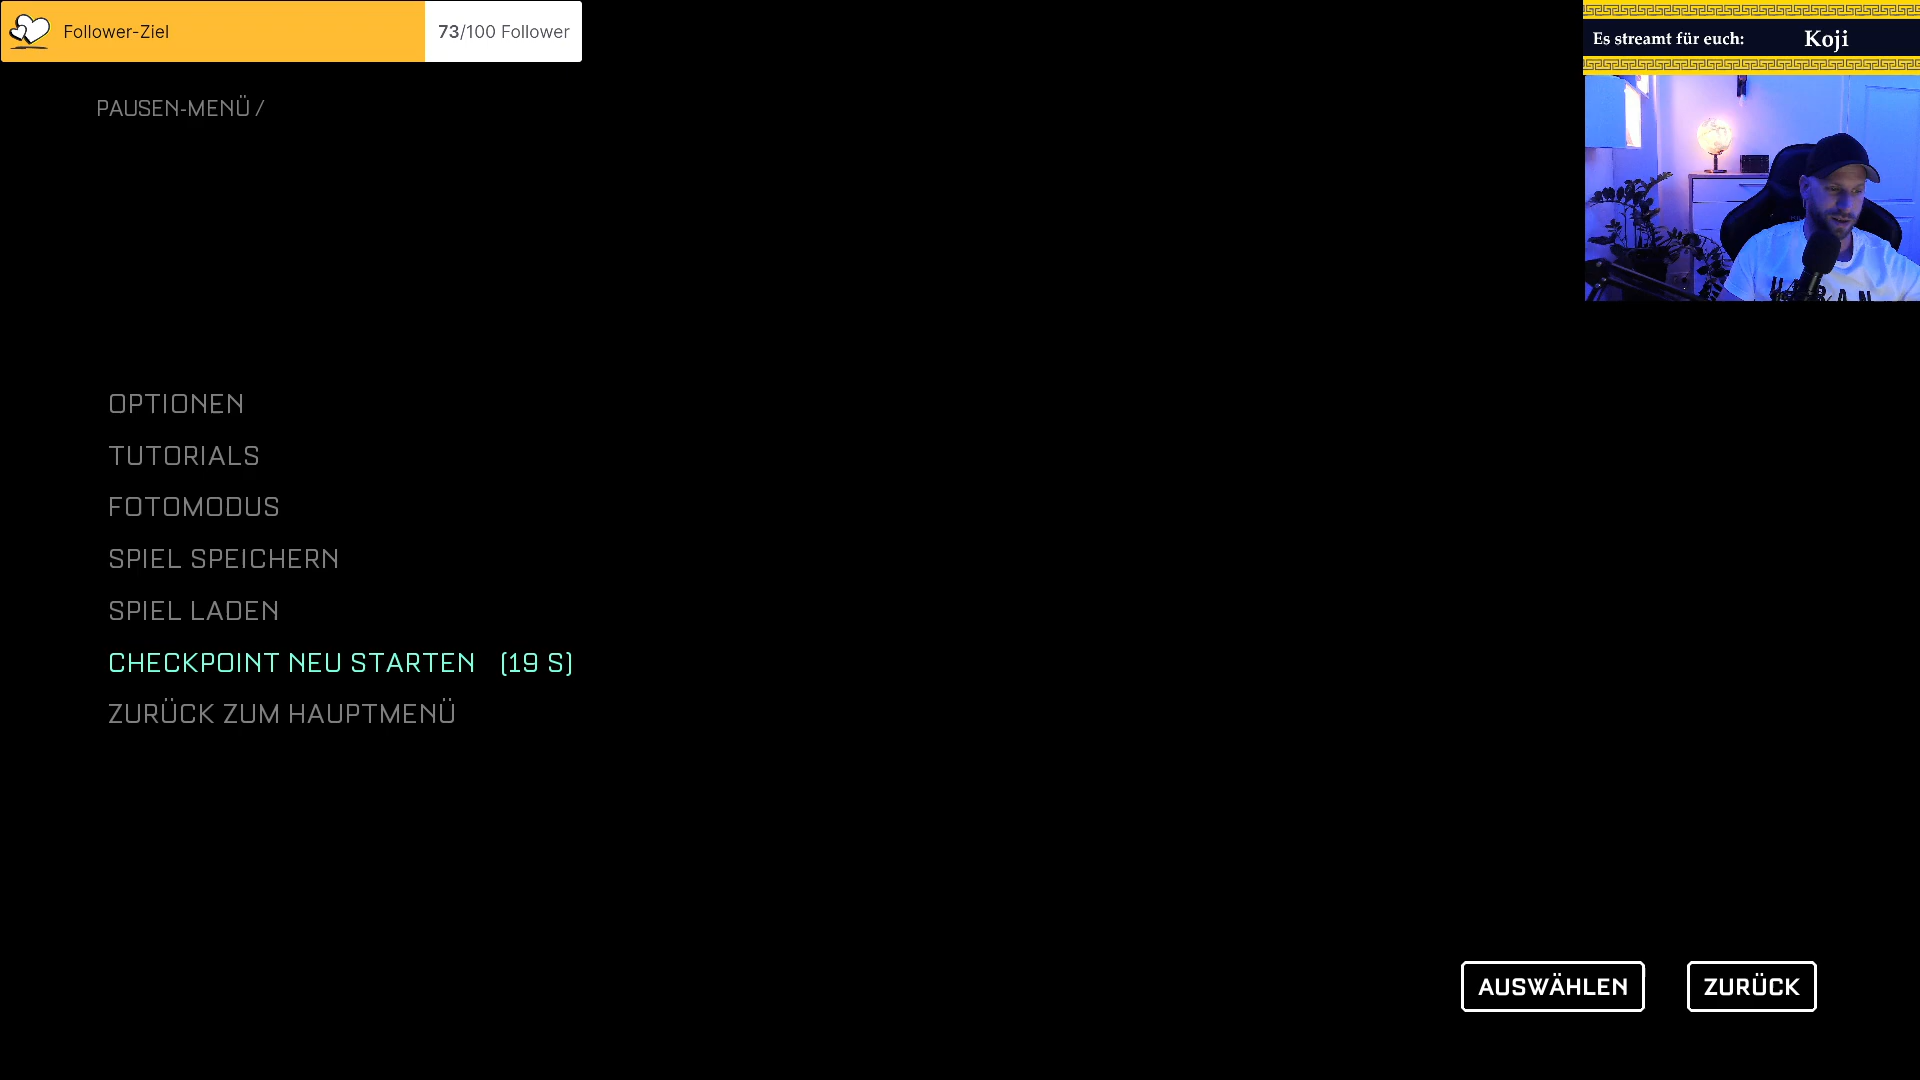 Follower-Ziel
73/100 Follower
Es streamt für euch: Koji
PAUSEN-MENÜ /
OPTIONEN
TUTORIALS
FOTOMODUS
SPIEL SPEICHERN
SPIEL LADEN
CHECKPOINT NEU STARTEN (19 S)
ZURÜCK ZUM HAUPTMENÜ
AUSWÄHLEN
ZURÜCK